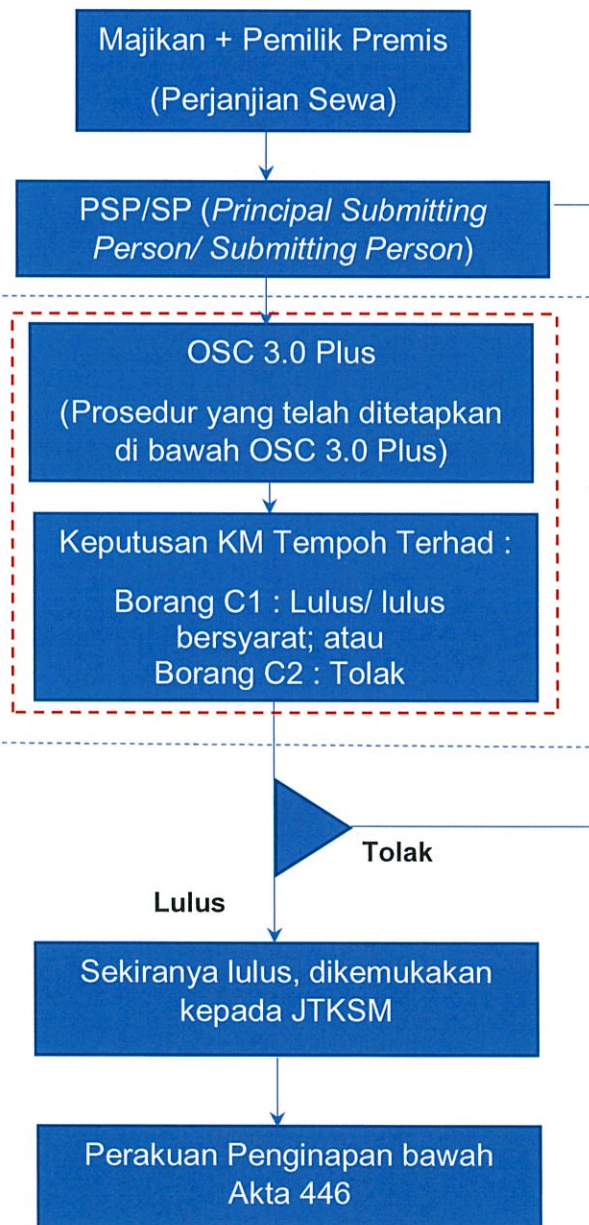 Majikan + Pemilik Premis
(Perjanjian Sewa)
PSP/SP (Principal Submitting
Person/ Submitting Person)
OSC 3.0 Plus
(Prosedur yang telah ditetapkan
di bawah OSC 3.0 Plus)
Keputusan KM Tempoh Terhad :
Borang C1 : Lulus/ lulus
bersyarat; atau
Borang C2 : Tolak
Tolak
Lulus
Sekiranya lulus, dikemukakan
kepada JTKSM
Perakuan Penginapan bawah
Akta 446